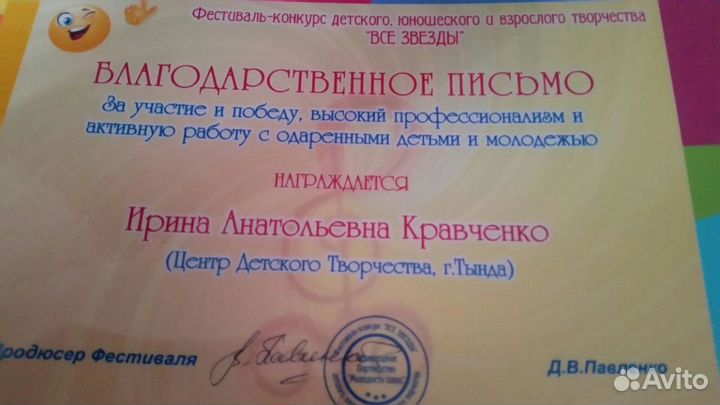 Фестиваль-конкурс детского, юношеского и взрослого творчества
"ВСЕ ЗВЕЗДЫ"
БЛАГОДАРСТВЕННОЕ ПИСЬМО
За участие и победу, высокий профессионализм и
активную работу с одаренными детьми и молодежью
НАГРАЖДАЕТСЯ
Ирина Анатольевна Кравченко
(Центр Детского Творчества, г.Тында)
Продюсер Фестиваля
Д.В.Павленко
Avito